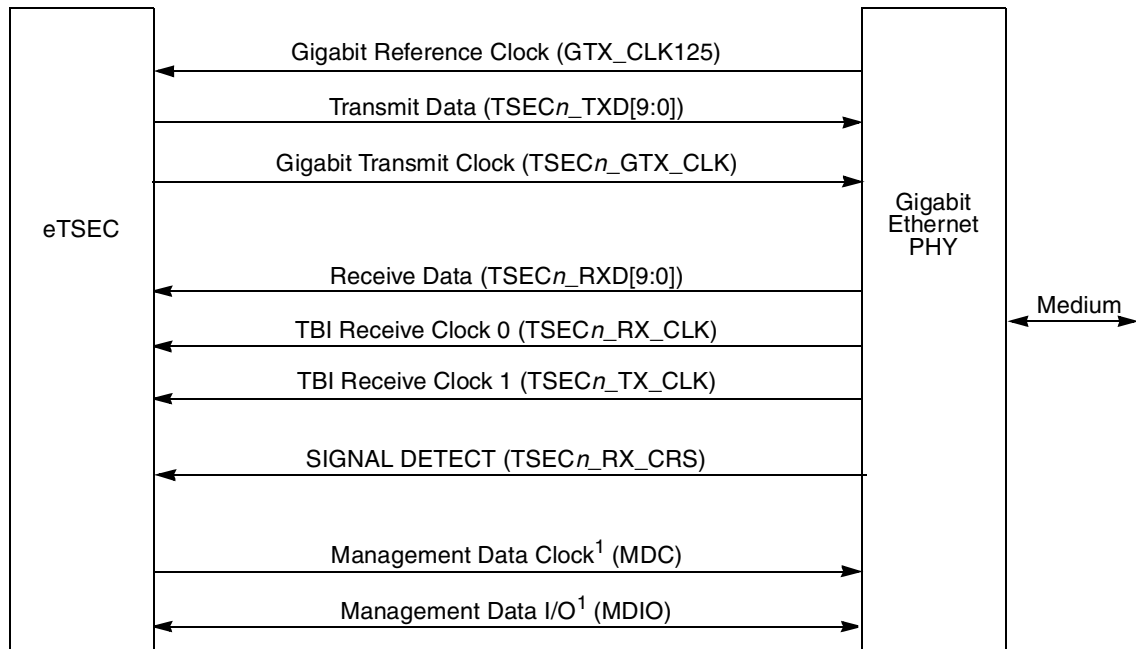 Gigabit Reference Clock (GTX_CLK125)
Transmit Data (TSECn_TXD[9:0])
Gigabit Transmit Clock (TSECn_GTX_CLK)
eTSEC
Gigabit
Ethernet
PHY
Receive Data (TSECn_RXD[9:0])
Medium
TBI Receive Clock 0 (TSECn_RX_CLK)
TBI Receive Clock 1 (TSECn_TX_CLK)
SIGNAL DETECT (TSECn_RX_CRS)
Management Data Clock¹ (MDC)
Management Data I/O¹ (MDIO)